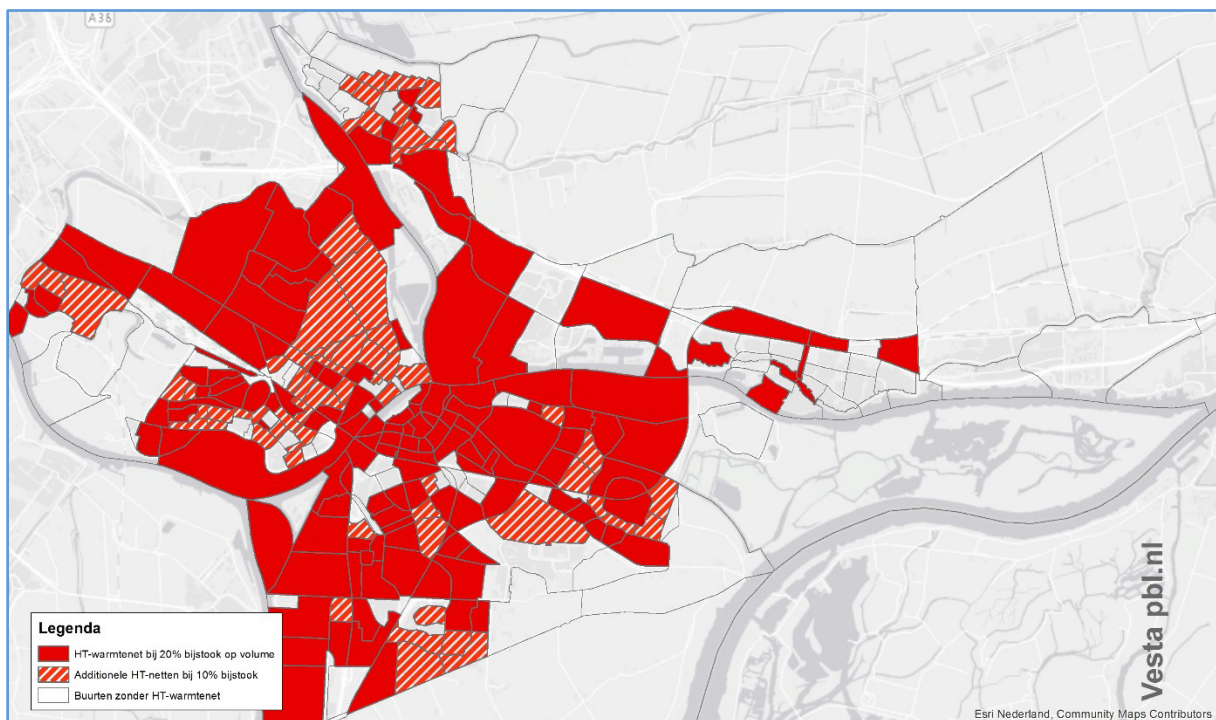 A38
Legenda
HT-warmtenet bij 20% bijstook op volume
Additionele HT-netten bij 10% bijstook
Buurten zonder HT-warmtenet
Vesta pbl.nl
Esri Nederland, Community Maps Contributors